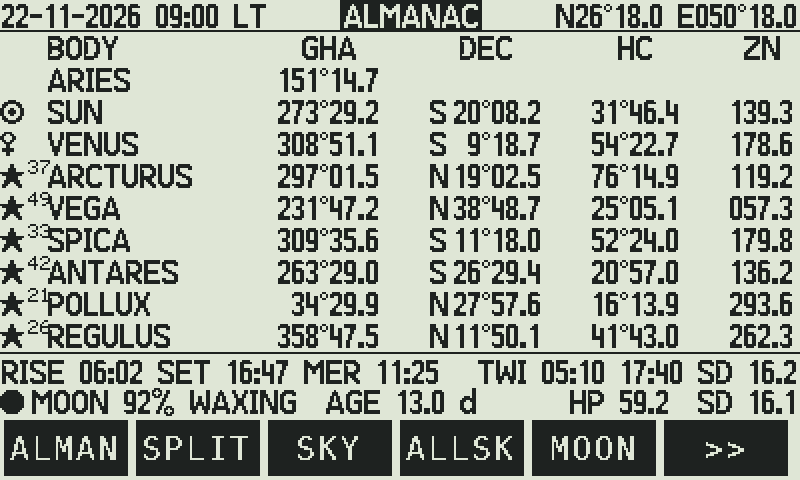 22-11-2026 09:00 LT ALMANAC N26°18.0 E050°18.0
BODY GHA DEC HC ZN
ARIES 151°14.7
SUN 273°29.2 S 20°08.2 31°46.4 139.3
VENUS 308°51.1 S 9°18.7 54°22.7 178.6
37 ARCTURUS 297°01.5 N 19°02.5 76°14.9 119.2
49 VEGA 231°47.2 N 38°48.7 25°05.1 057.3
33 SPICA 309°35.6 S 11°18.0 52°24.0 179.8
42 ANTARES 263°29.0 S 26°29.4 20°57.0 136.2
21 POLLUX 34°29.9 N 27°57.6 16°13.9 293.6
26 REGULUS 358°47.5 N 11°50.1 41°43.0 262.3
RISE 06:02 SET 16:47 MER 11:25 TWI 05:10 17:40 SD 16.2
MOON 92% WAXING AGE 13.0 d HP 59.2 SD 16.1
ALMAN SPLIT SKY ALLSK MOON >>